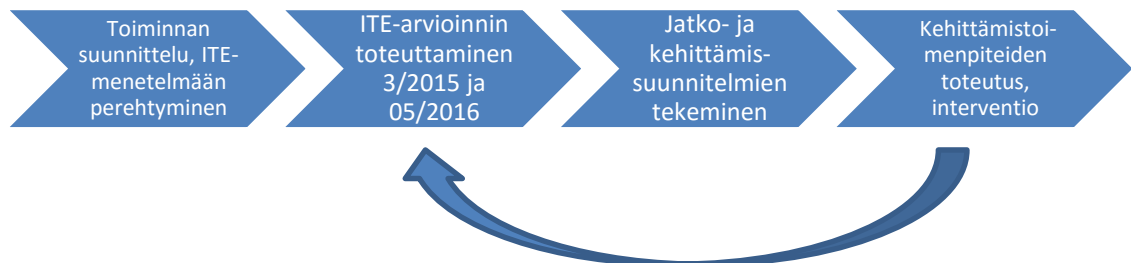 Toiminnan
suunnittelu, ITE-
menetelmään
perehtyminen
ITE-arvioinnin
toteuttaminen
3/2015 ja
05/2016
Jatko- ja
kehittämis-
suunnitelmien
tekeminen
Kehittämistoi-
menpiteiden
toteutus,
interventio